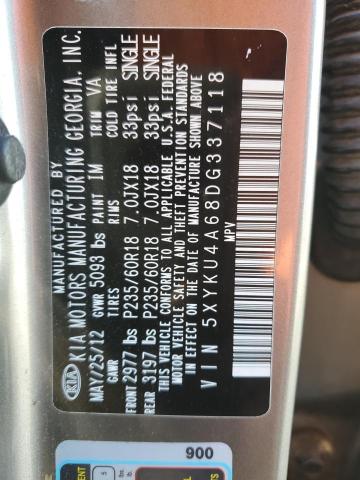 MANUFACTURED BY
KIA KIA MOTORS MANUFACTURING GEORGIA, INC.
MAY/25/12 GVWR 5093 lbs PAINT 1M TRIM VA
GAWR TIRES RIMS COLD TIRE INFL
FRONT 2977 lbs P235/60R18 7.0JX18 33psi SINGLE
REAR 3197 lbs P235/60R18 7.0JX18 33psi SINGLE
THIS VEHICLE CONFORMS TO ALL APPLICABLE U.S.A. FEDERAL
MOTOR VEHICLE SAFETY AND THEFT PREVENTION STANDARDS
IN EFFECT ON THE DATE OF MANUFACTURE SHOWN ABOVE
VIN 5XYKU4A68DG337118
MPV
900